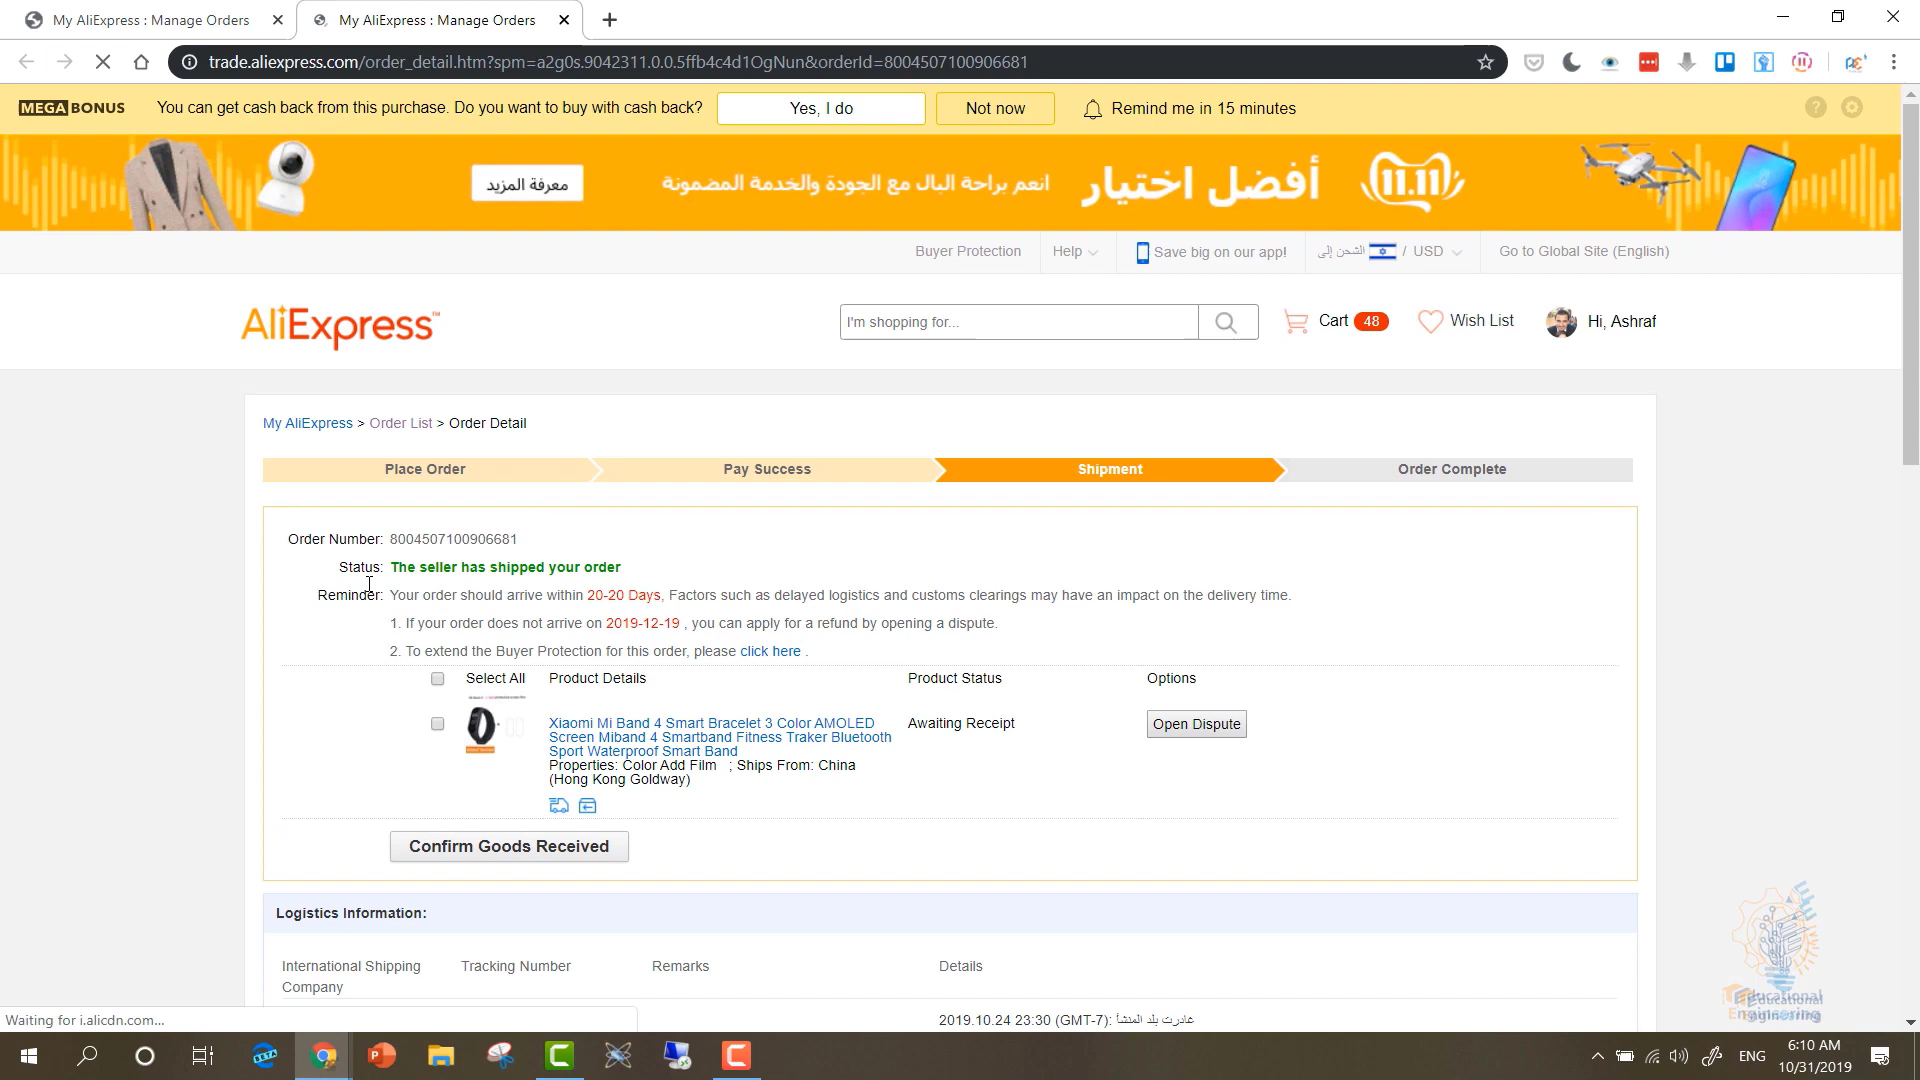 My AliExpress : Manage Orders
My AliExpress : Manage Orders
trade.aliexpress.com/order_detail.htm?spm=a2g0s.9042311.0.0.5ffb4c4d1OgNun&orderId=8004507100906681
MEGABONUS You can get cash back from this purchase. Do you want to buy with cash back? Yes, I do Not now Remind me in 15 minutes
معرفة المزيد
انعم براحة البال مع الجودة والخدمة المضمونة
أفضل اختيار
11.11
Buyer Protection Help Save big on our app! الشحن إلى / USD Go to Global Site (English)
AliExpress™ I'm shopping for... Cart 48 Wish List Hi, Ashraf
My AliExpress > Order List > Order Detail
Place Order Pay Success Shipment Order Complete
Order Number: 8004507100906681
Status: The seller has shipped your order
Reminder: Your order should arrive within 20-20 Days, Factors such as delayed logistics and customs clearings may have an impact on the delivery time.
1. If your order does not arrive on 2019-12-19 , you can apply for a refund by opening a dispute.
2. To extend the Buyer Protection for this order, please click here .
Select All Product Details Product Status Options
Xiaomi Mi Band 4 Smart Bracelet 3 Color AMOLED Awaiting Receipt Open Dispute
Screen Miband 4 Smartband Fitness Traker Bluetooth
Sport Waterproof Smart Band
Properties: Color Add Film ; Ships From: China
(Hong Kong Goldway)
Confirm Goods Received
Logistics Information:
International Shipping Tracking Number Remarks Details
Company
2019.10.24 23:30 (GMT-7): غادرت بلد المنشأ
Waiting for i.alicdn.com...
Educational
Engineering
BETA
ENG
6:10 AM
10/31/2019